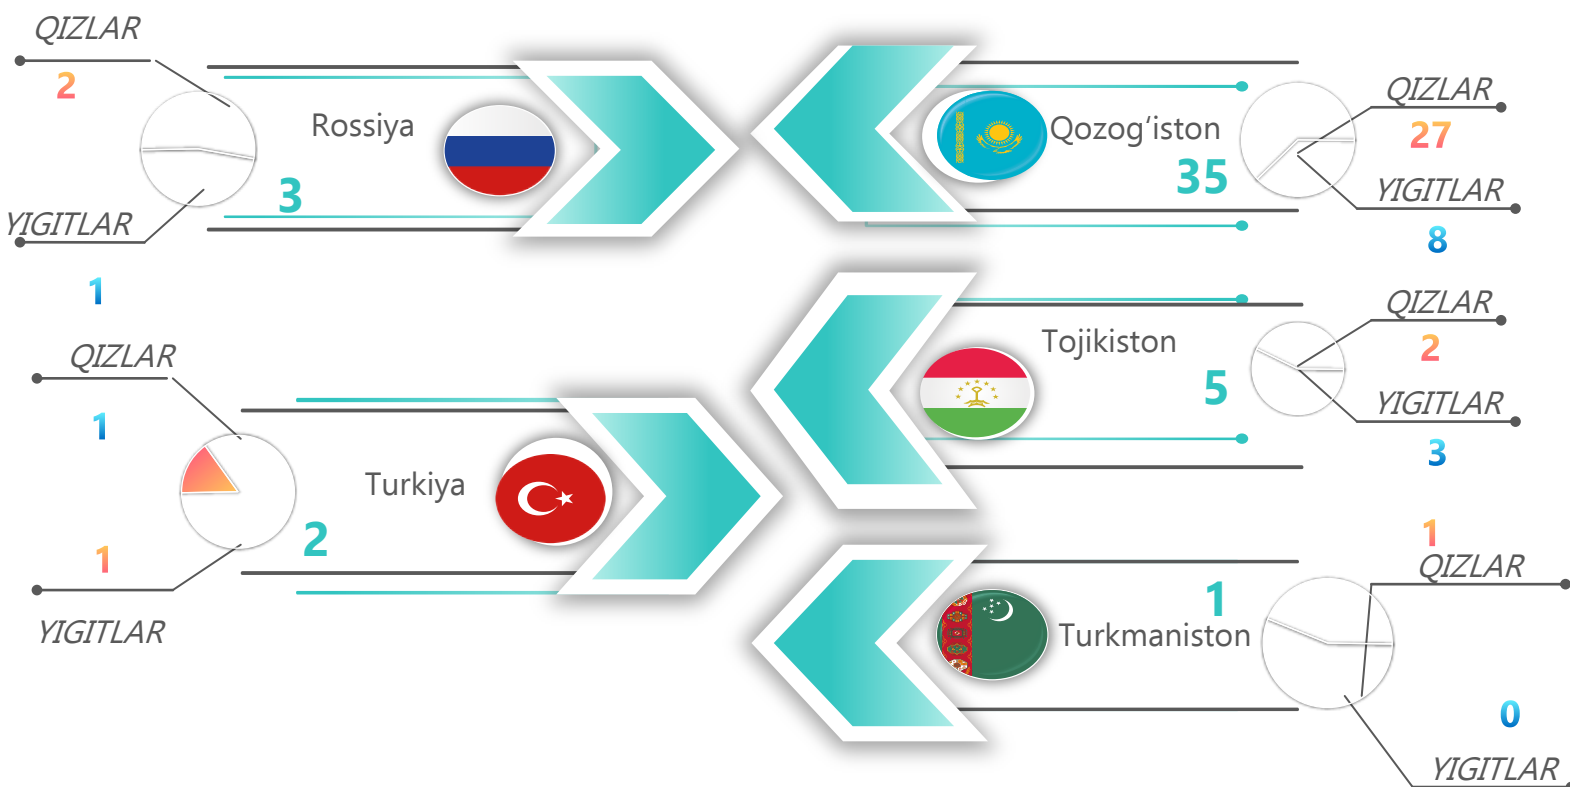 QIZLAR
2
Rossiya
3
YIGITLAR
1
Qozog‘iston
35
QIZLAR
27
YIGITLAR
8
QIZLAR
1
Turkiya
2
1
YIGITLAR
Tojikiston
5
QIZLAR
2
YIGITLAR
3
1
QIZLAR
1
Turkmaniston
0
YIGITLAR